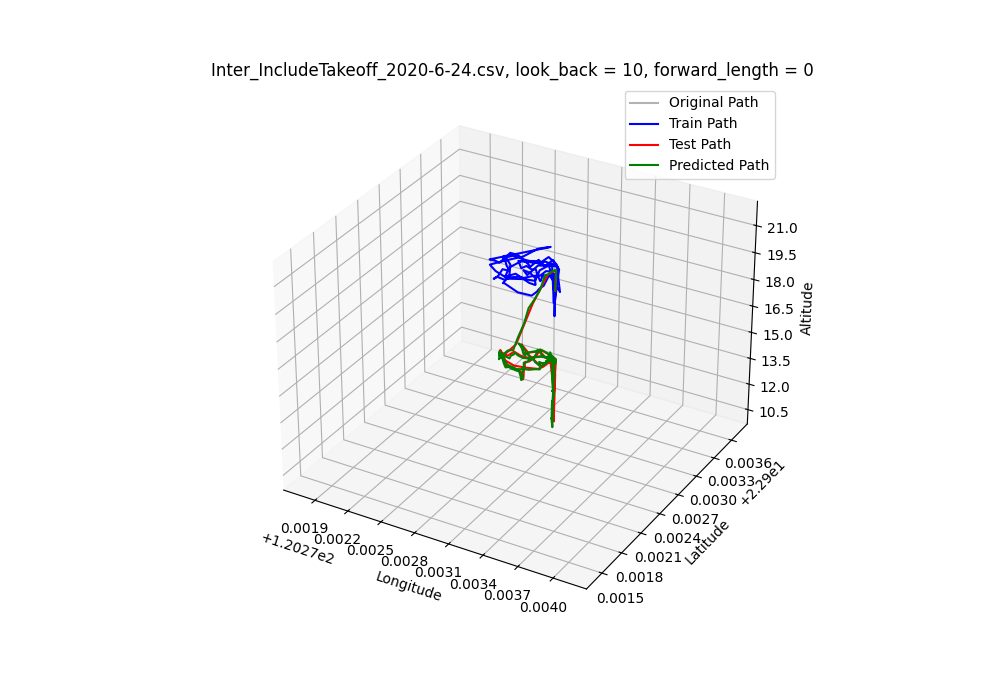 Inter_IncludeTakeoff_2020-6-24.csv, look_back = 10, forward_length = 0
Original Path
Train Path
Test Path
Predicted Path
21.0
19.5
18.0
16.5
15.0
13.5
12.0
10.5
Altitude
0.0036
0.0033
0.0030
0.0027
0.0024
0.0021
0.0018
0.0015
+2.29e1
Latitude
0.0019
0.0022
0.0025
0.0028
0.0031
0.0034
0.0037
0.0040
+1.2027e2
Longitude